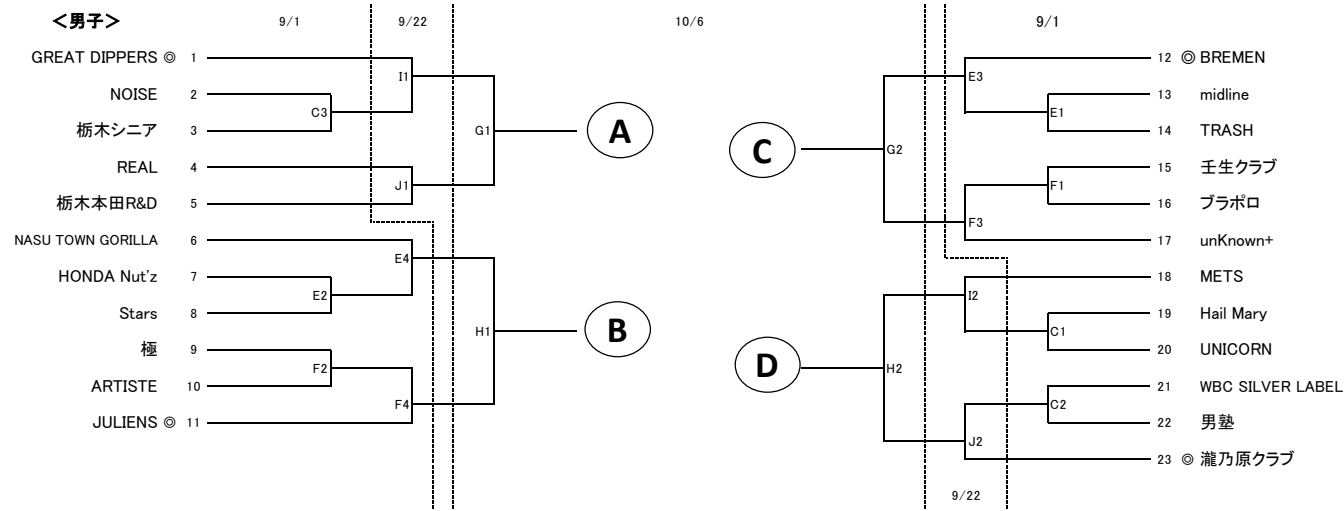 ＜男子＞ 9/1 9/22 10/6 9/1
GREAT DIPPERS ◎ 1
NOISE 2
栃木シニア 3
REAL 4
栃木本田R&D 5
NASU TOWN GORILLA 6
HONDA Nut'z 7
Stars 8
極 9
ARTISTE 10
JULIENS ◎ 11
I1
C3
G1
J1
E4
E2
H1
F2
F4
A
B
C
D
E3
E1
G2
F1
F3
I2
C1
H2
C2
J2
12 ◎ BREMEN
13 midline
14 TRASH
15 壬生クラブ
16 ブラポロ
17 unKnown+
18 METS
19 Hail Mary
20 UNICORN
21 WBC SILVER LABEL
22 男塾
23 ◎ 瀧乃原クラブ
9/22